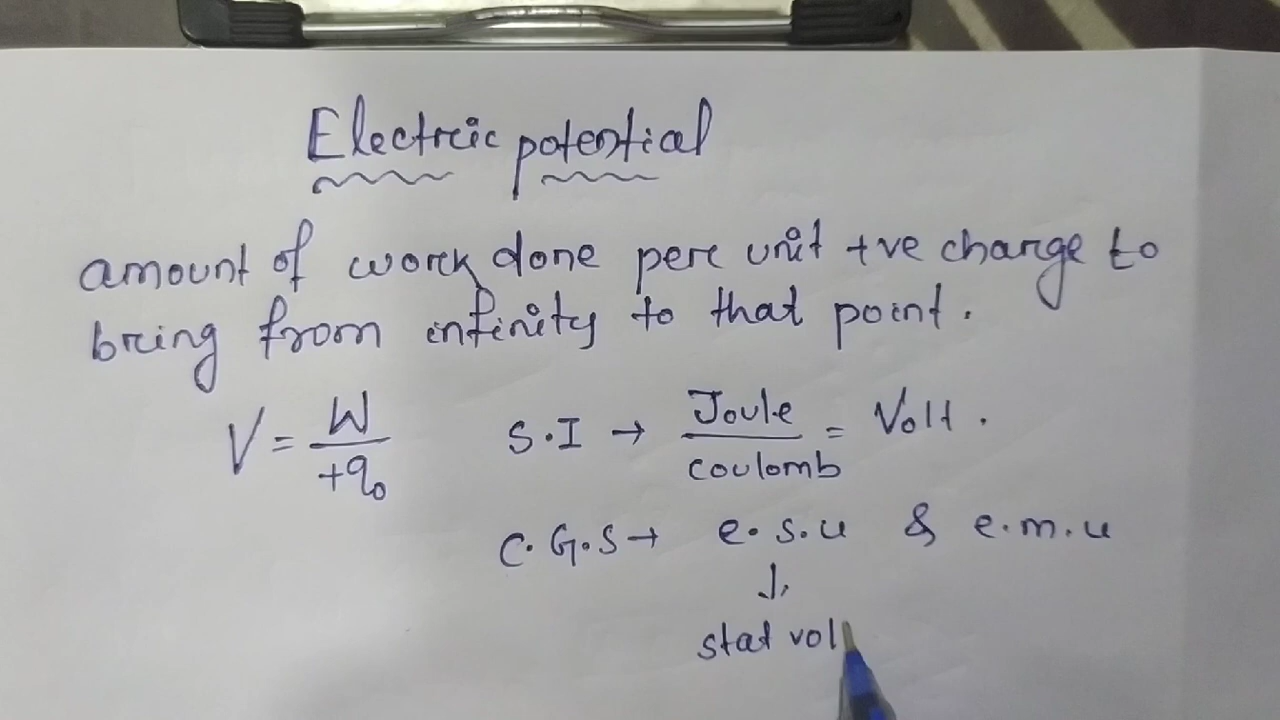 Electric potential
amount of work done per unit +ve charge to
bring from infinity to that point.
V = W / +q₀
S.I → Joule / coulomb = Volt.
C.G.S → e.s.u & e.m.u
↓
stat vol